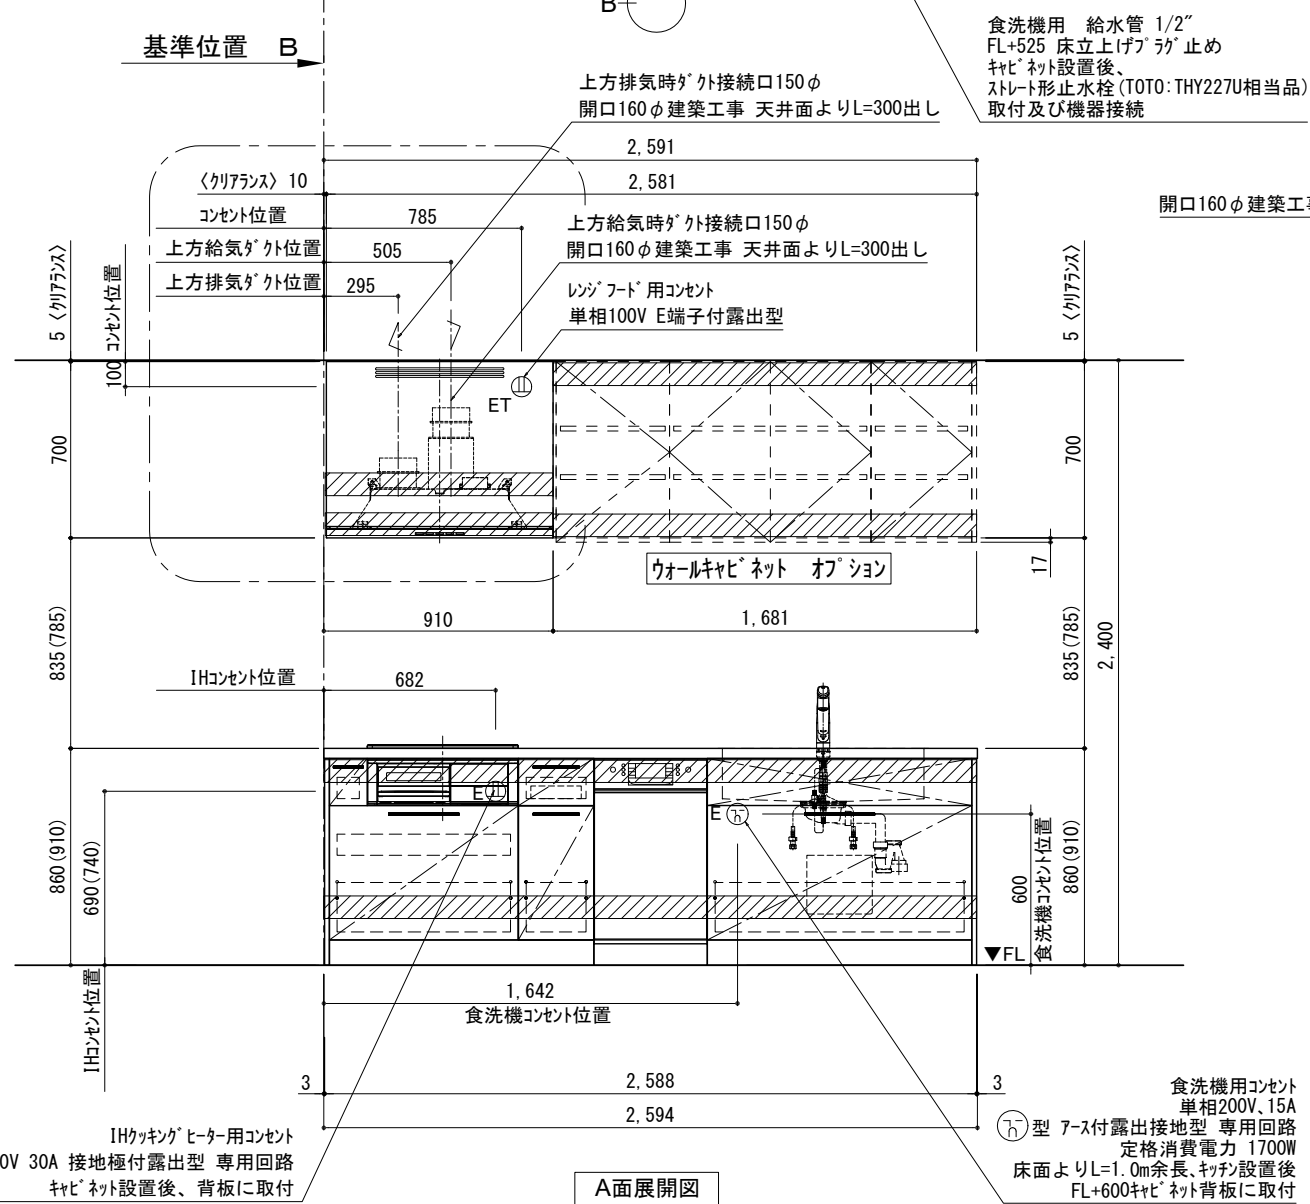 B
基準位置 B
食洗機用 給水管 1/2″
FL+525 床立上げﾌﾟﾗｸﾞ止め
ｷｬﾋﾞﾈｯﾄ設置後、
ｽﾄﾚｰﾄ形止水栓(TOTO:THY227U相当品)
取付及び機器接続
上方排気時ﾀﾞｸﾄ接続口150φ
開口160φ建築工事 天井面よりL=300出し
2,591
〈ｸﾘｱﾗﾝｽ〉 10
2,581
開口160φ建築工事
ｺﾝｾﾝﾄ位置
785
上方給気時ﾀﾞｸﾄ接続口150φ
開口160φ建築工事 天井面よりL=300出し
上方給気ﾀﾞｸﾄ位置
505
上方排気ﾀﾞｸﾄ位置
295
ﾚﾝｼﾞﾌｰﾄﾞ用ｺﾝｾﾝﾄ
単相100V E端子付露出型
5 〈ｸﾘｱﾗﾝｽ〉
100 ｺﾝｾﾝﾄ位置
5 〈ｸﾘｱﾗﾝｽ〉
ET
700
700
ｳｫｰﾙｷｬﾋﾞﾈｯﾄ ｵﾌﾟｼｮﾝ
17
910
1,681
835(785)
835(785)
2,400
IHｺﾝｾﾝﾄ位置
682
E
E
860(910)
690(740)
600
食洗機ｺﾝｾﾝﾄ位置
860(910)
▼FL
IHｺﾝｾﾝﾄ位置
1,642
食洗機ｺﾝｾﾝﾄ位置
3
2,588
3
2,594
IHｸｯｷﾝｸﾞﾋｰﾀｰ用ｺﾝｾﾝﾄ
0V 30A 接地極付露出型 専用回路
ｷｬﾋﾞﾈｯﾄ設置後、背板に取付
食洗機用ｺﾝｾﾝﾄ
単相200V、15A
型 ｱｰｽ付露出接地型 専用回路
定格消費電力 1700W
床面よりL=1.0m余長、ｷｯﾁﾝ設置後
FL+600ｷｬﾋﾞﾈｯﾄ背板に取付
A面展開図